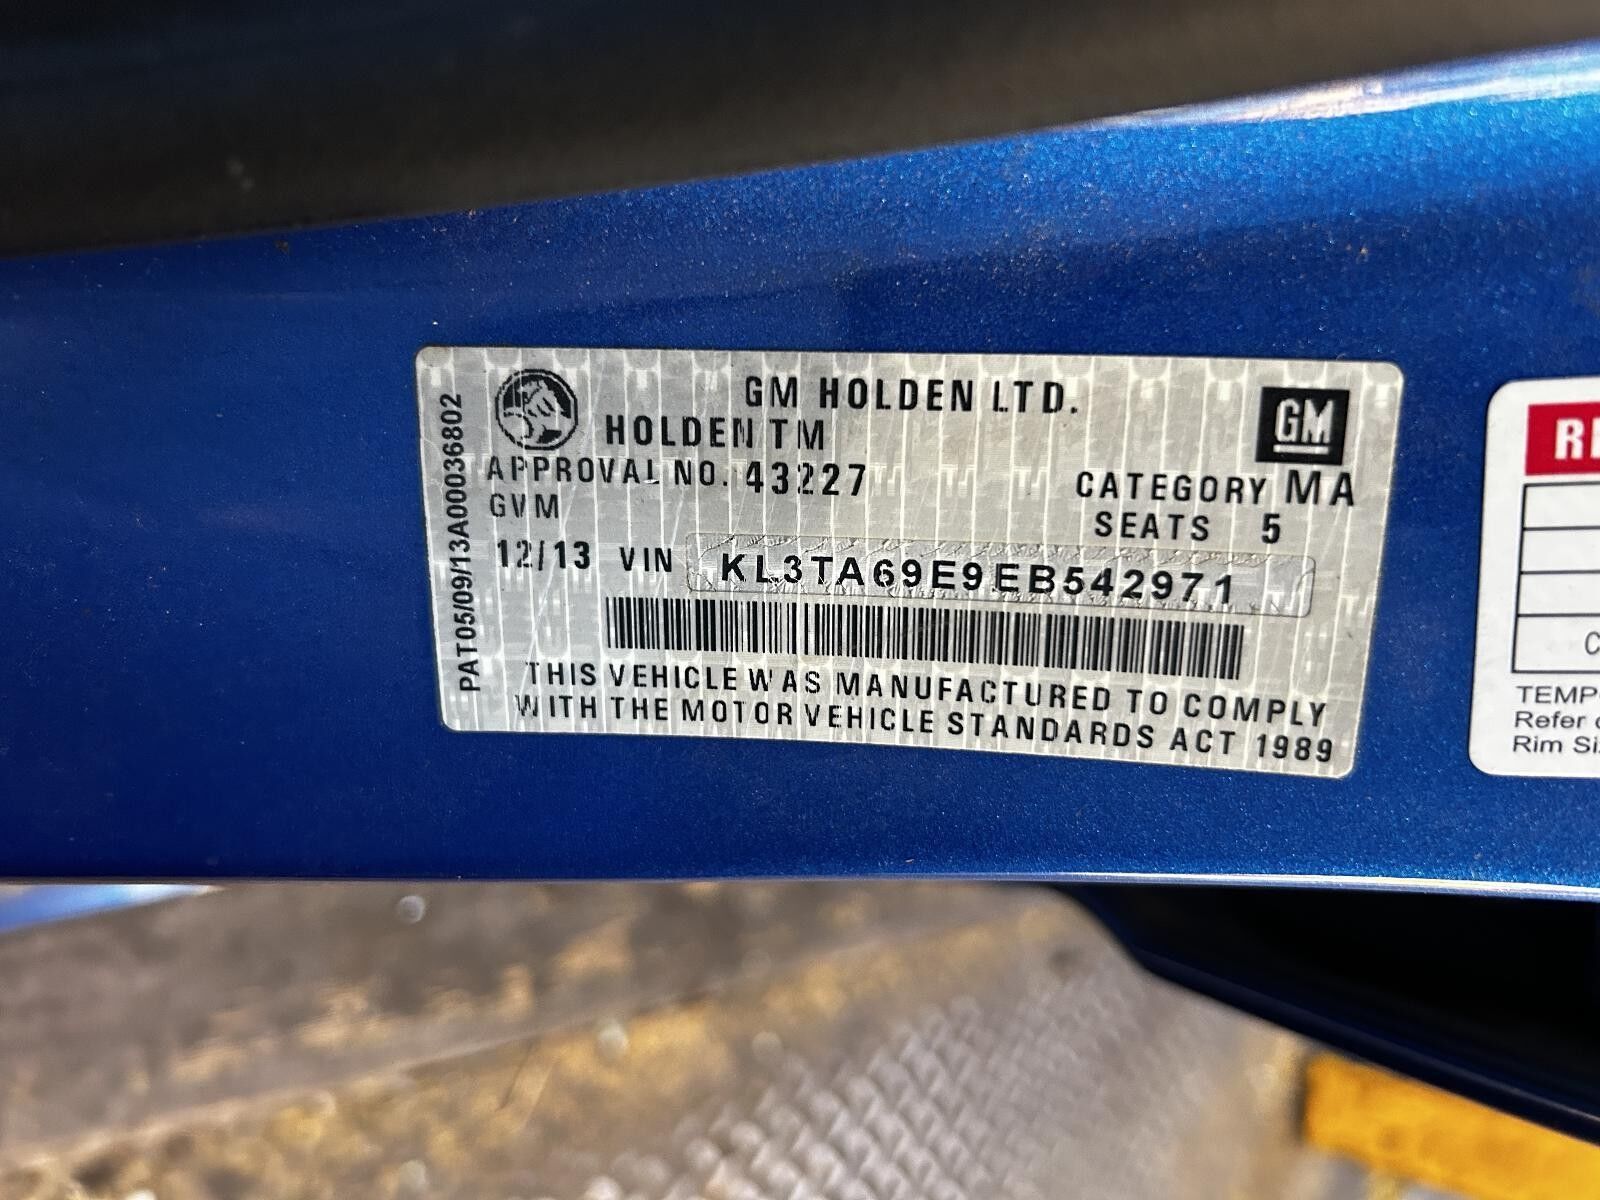 GM HOLDEN LTD.
HOLDEN TM
GM
APPROVAL NO. 43227
CATEGORY MA
GVM
SEATS 5
12/13 VIN KL3TA69E9EB542971
THIS VEHICLE WAS MANUFACTURED TO COMPLY
WITH THE MOTOR VEHICLE STANDARDS ACT 1989
PAT05/09/13A00036802
TEMP
Refer
Rim Si